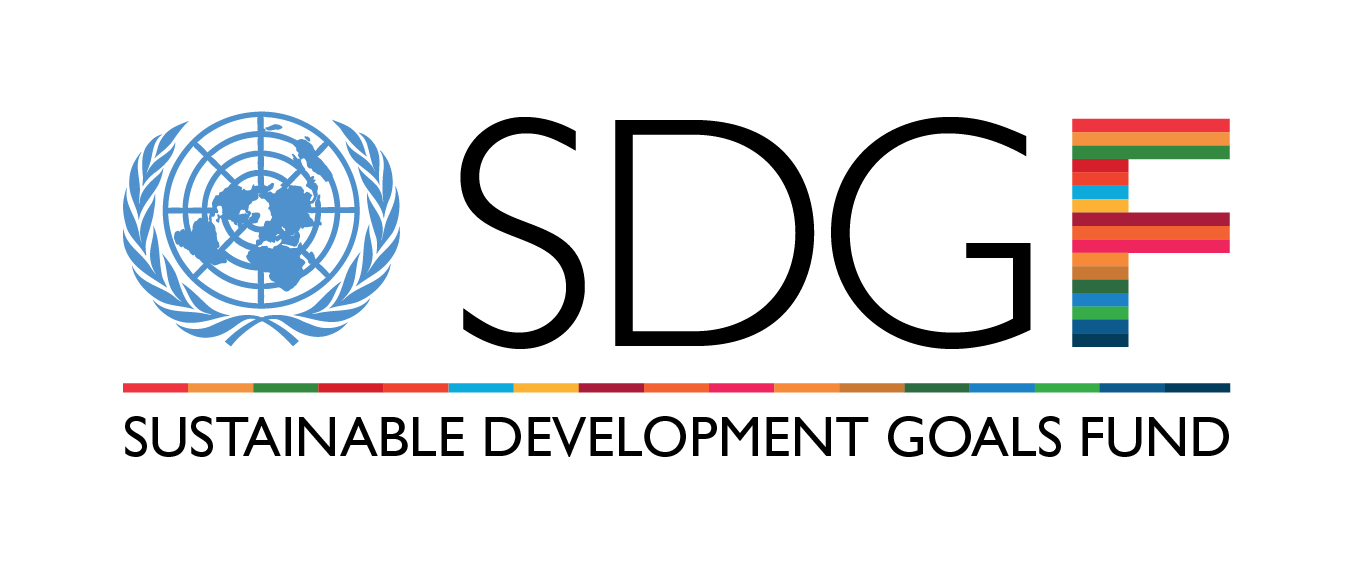 SDGF
SUSTAINABLE DEVELOPMENT GOALS FUND